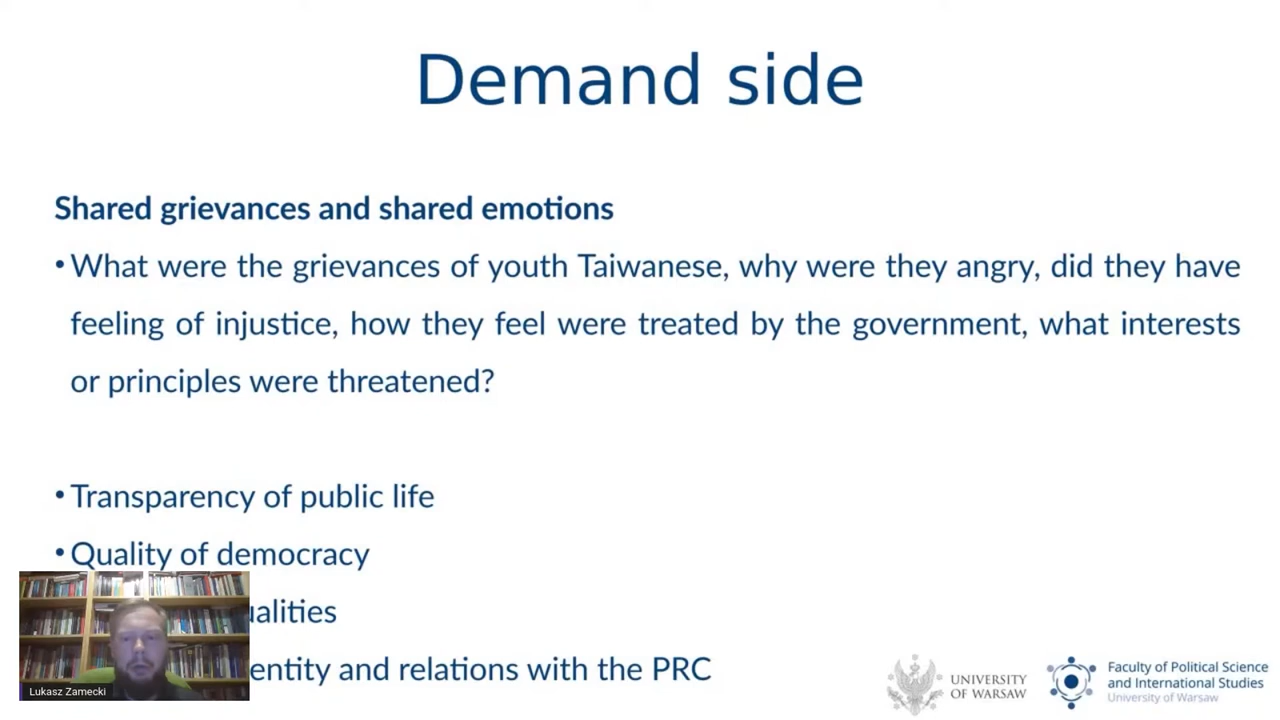 Demand side
Shared grievances and shared emotions
•What were the grievances of youth Taiwanese, why were they angry, did they have
feeling of injustice, how they feel were treated by the government, what interests
or principles were threatened?
•Transparency of public life
•Quality of democracy
ualities
entity and relations with the PRC
Lukasz Zamecki
UNIVERSITY
OF WARSAW
Faculty of Political Science
and International Studies
University of Warsaw